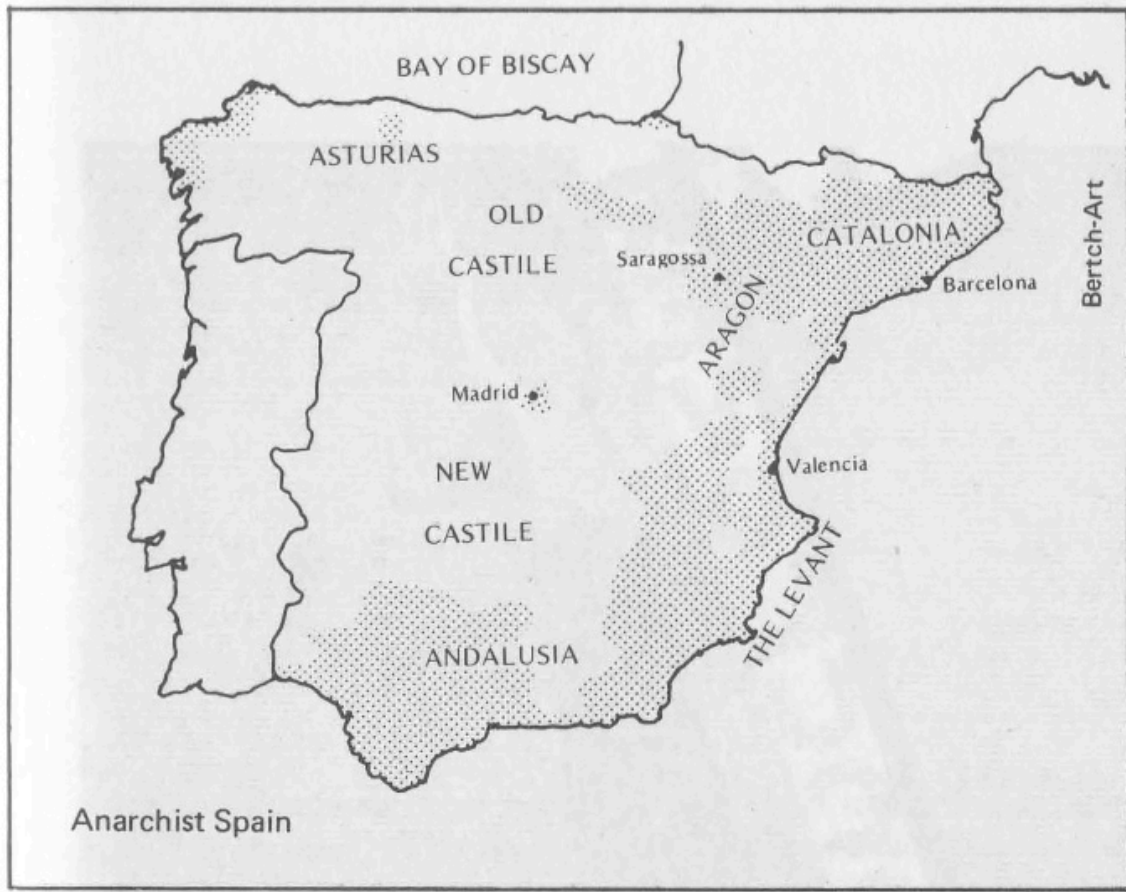 BAY OF BISCAY
ASTURIAS
OLD
CASTILE
CATALONIA
Saragossa
Barcelona
ARAGON
Madrid
NEW
CASTILE
Valencia
THE LEVANT
ANDALUSIA
Anarchist Spain
Bertch-Art